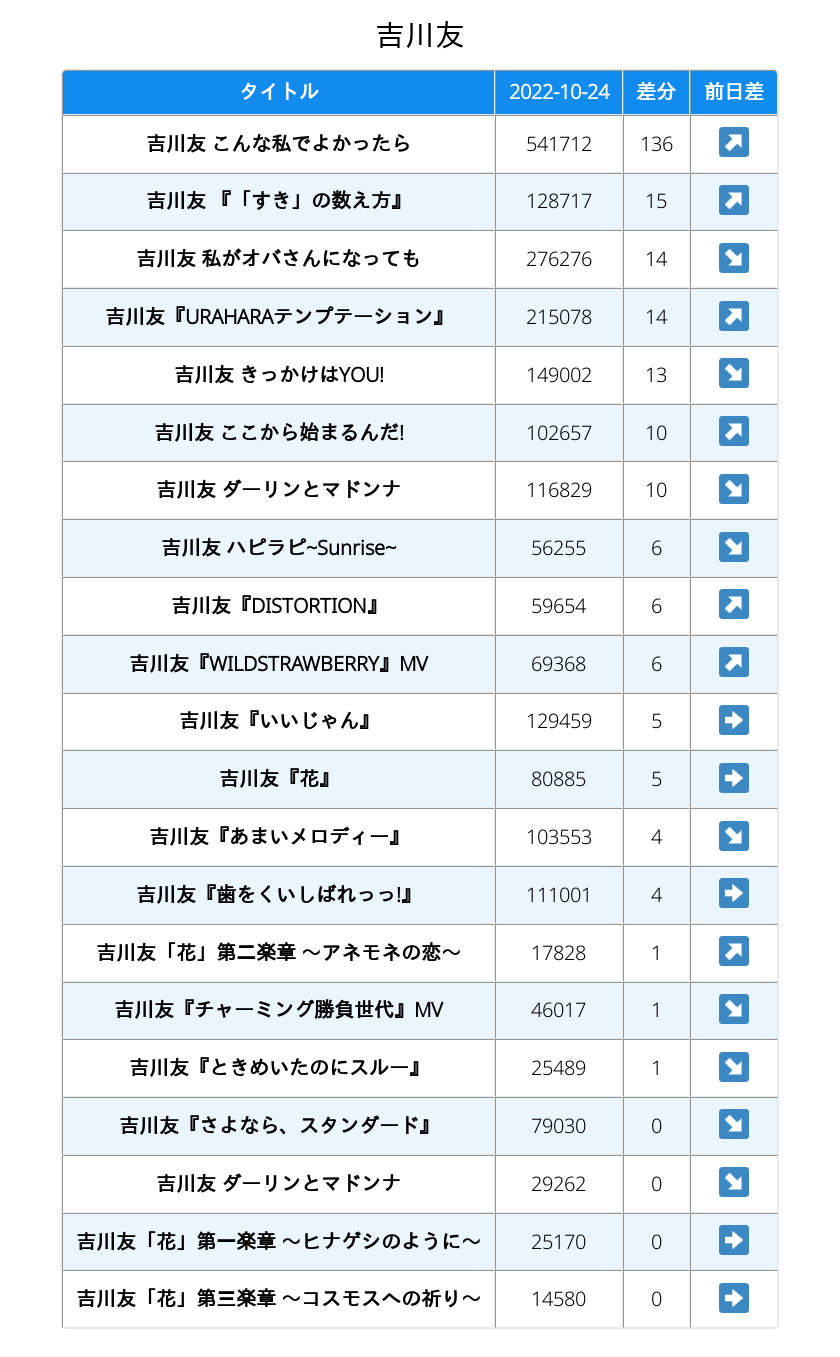 吉川友
タイトル 2022-10-24 差分 前日差
吉川友 こんな私でよかったら 541712 136 ↗
吉川友 『「すき」の数え方』 128717 15 ↗
吉川友 私がオバさんになっても 276276 14 ↘
吉川友『URAHARAテンプテーション』 215078 14 ↗
吉川友 きっかけはYOU! 149002 13 ↘
吉川友 ここから始まるんだ! 102657 10 ↗
吉川友 ダーリンとマドンナ 116829 10 ↘
吉川友 ハピラピ~Sunrise~ 56255 6 ↘
吉川友『DISTORTION』 59654 6 ↗
吉川友『WILDSTRAWBERRY』MV 69368 6 ↗
吉川友『いいじゃん』 129459 5 ➡
吉川友『花』 80885 5 ➡
吉川友『あまいメロディー』 103553 4 ↘
吉川友『歯をくいしばれっっ!』 111001 4 ➡
吉川友「花」第二楽章 〜アネモネの恋〜 17828 1 ↗
吉川友『チャーミング勝負世代』MV 46017 1 ↘
吉川友『ときめいたのにスルー』 25489 1 ↘
吉川友『さよなら、スタンダード』 79030 0 ↘
吉川友 ダーリンとマドンナ 29262 0 ↘
吉川友「花」第一楽章 〜ヒナゲシのように〜 25170 0 ➡
吉川友「花」第三楽章 〜コスモスへの祈り〜 14580 0 ➡